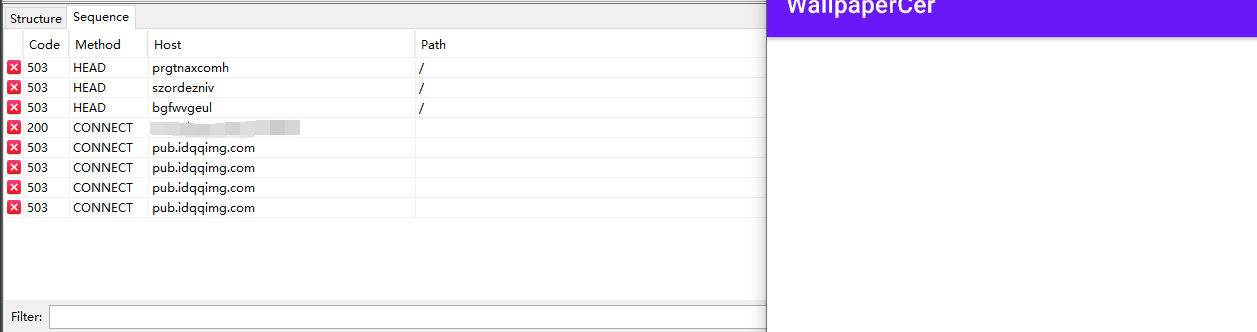 WallpaperCer
Structure Sequence
Code Method Host Path
503 HEAD prgtnaxcomh /
503 HEAD szordezniv /
503 HEAD bgfwvgeul /
200 CONNECT
503 CONNECT pub.idqqimg.com
503 CONNECT pub.idqqimg.com
503 CONNECT pub.idqqimg.com
503 CONNECT pub.idqqimg.com
Filter: